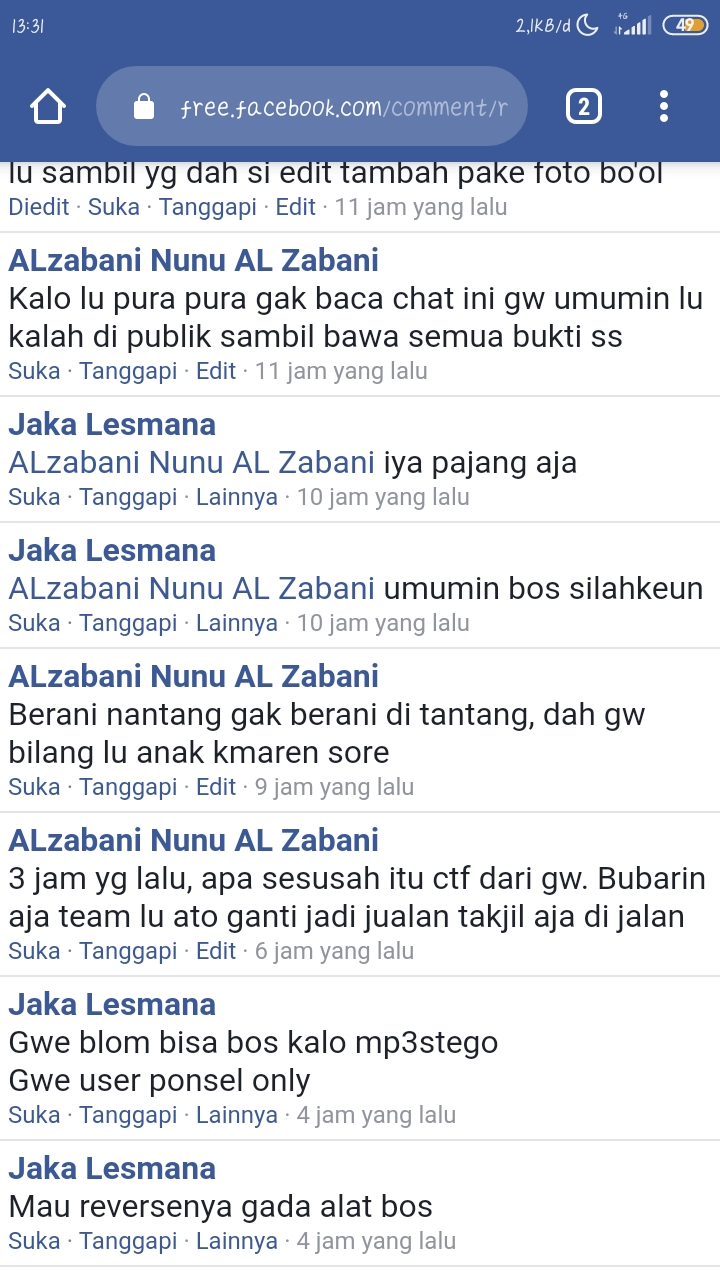 13:31
2,1KB/d
4G
49
free.facebook.com/comment/r
2
lu sambil yg dah si edit tambah pake foto bo'ol
Diedit · Suka · Tanggapi · Edit · 11 jam yang lalu
ALzabani Nunu AL Zabani
Kalo lu pura pura gak baca chat ini gw umumin lu
kalah di publik sambil bawa semua bukti ss
Suka · Tanggapi · Edit · 11 jam yang lalu
Jaka Lesmana
ALzabani Nunu AL Zabani iya pajang aja
Suka · Tanggapi · Lainnya · 10 jam yang lalu
Jaka Lesmana
ALzabani Nunu AL Zabani umumin bos silahkeun
Suka · Tanggapi · Lainnya · 10 jam yang lalu
ALzabani Nunu AL Zabani
Berani nantang gak berani di tantang, dah gw
bilang lu anak kmaren sore
Suka · Tanggapi · Edit · 9 jam yang lalu
ALzabani Nunu AL Zabani
3 jam yg lalu, apa sesusah itu ctf dari gw. Bubarin
aja team lu ato ganti jadi jualan takjil aja di jalan
Suka · Tanggapi · Edit · 6 jam yang lalu
Jaka Lesmana
Gwe blom bisa bos kalo mp3stego
Gwe user ponsel only
Suka · Tanggapi · Lainnya · 4 jam yang lalu
Jaka Lesmana
Mau reversenya gada alat bos
Suka · Tanggapi · Lainnya · 4 jam yang lalu